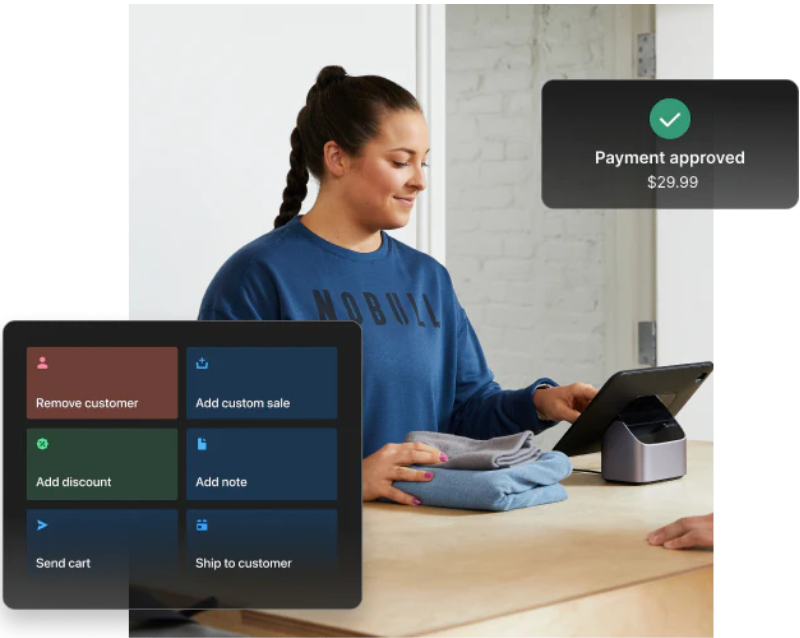 Payment approved
$29.99
NOBULL
Remove customer
Add custom sale
Add discount
Add note
Send cart
Ship to customer